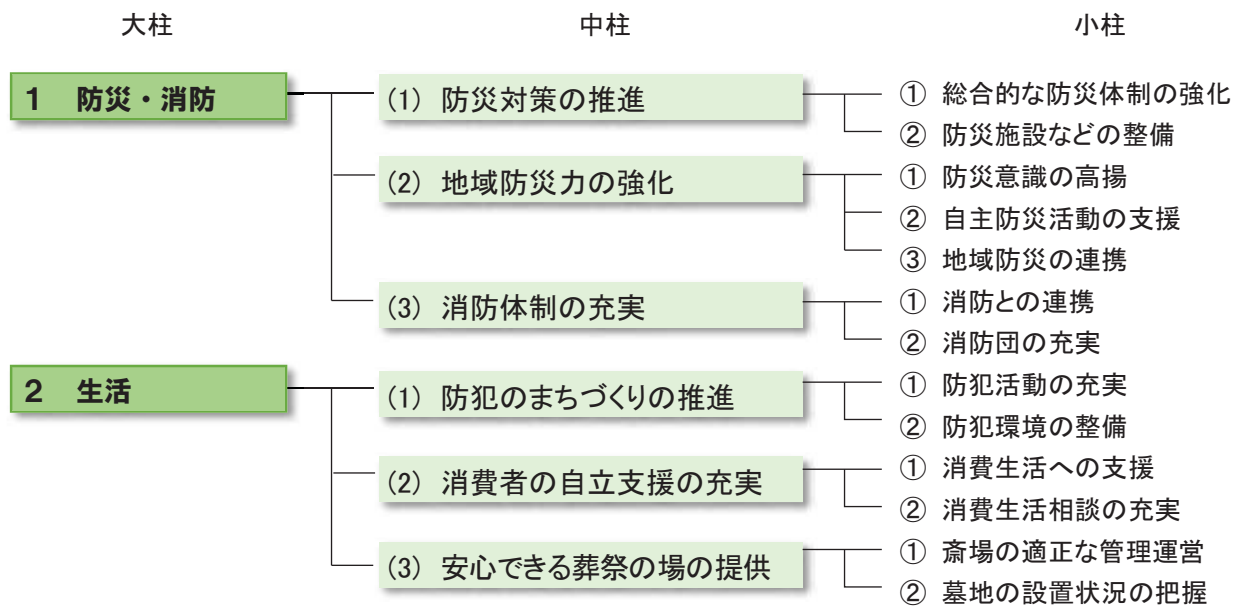 大柱 中柱 小柱
1 防災・消防
(1) 防災対策の推進
① 総合的な防災体制の強化
② 防災施設などの整備
(2) 地域防災力の強化
① 防災意識の高揚
② 自主防災活動の支援
③ 地域防災の連携
(3) 消防体制の充実
① 消防との連携
② 消防団の充実
2 生活
(1) 防犯のまちづくりの推進
① 防犯活動の充実
② 防犯環境の整備
(2) 消費者の自立支援の充実
① 消費生活への支援
② 消費生活相談の充実
(3) 安心できる葬祭の場の提供
① 斎場の適正な管理運営
② 墓地の設置状況の把握